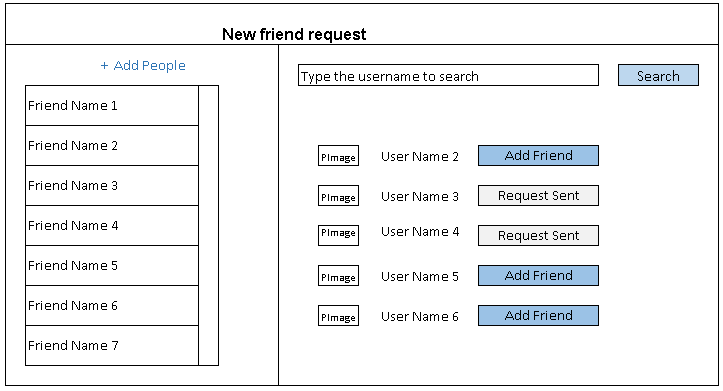 New friend request
+ Add People
Friend Name 1
Friend Name 2
Friend Name 3
Friend Name 4
Friend Name 5
Friend Name 6
Friend Name 7
Type the username to search
Search
PImage User Name 2 Add Friend
PImage User Name 3 Request Sent
PImage User Name 4 Request Sent
PImage User Name 5 Add Friend
PImage User Name 6 Add Friend